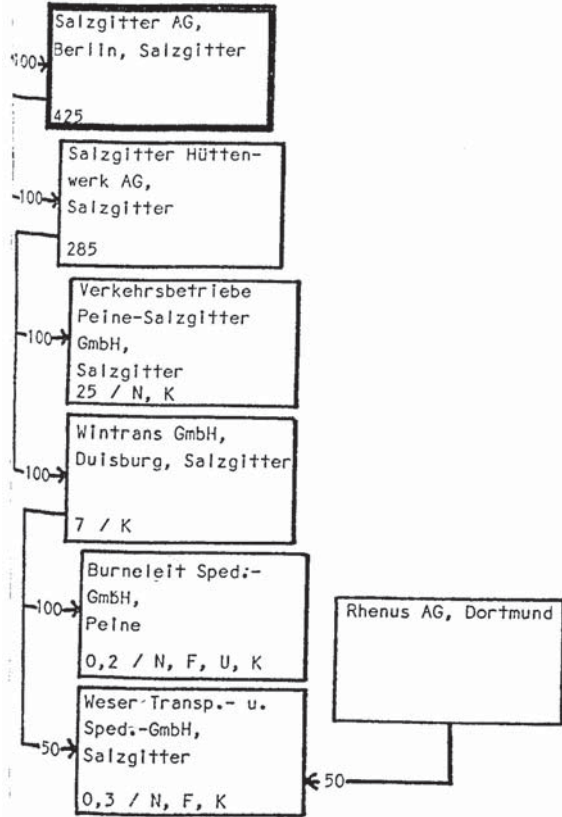 Salzgitter AG,
Berlin, Salzgitter
100
425
Salzgitter Hütten-
werk AG,
100
Salzgitter
285
Verkehrsbetriebe
Peine-Salzgitter
100
GmbH,
Salzgitter
25 / N, K
Wintrans GmbH,
Duisburg, Salzgitter
100
7 / K
Burneleit Sped.-
GmbH,
100
Peine
0,2 / N, F, U, K
Rhenus AG, Dortmund
Weser-Transp.- u.
Sped.-GmbH,
50
Salzgitter
50
0,3 / N, F, K